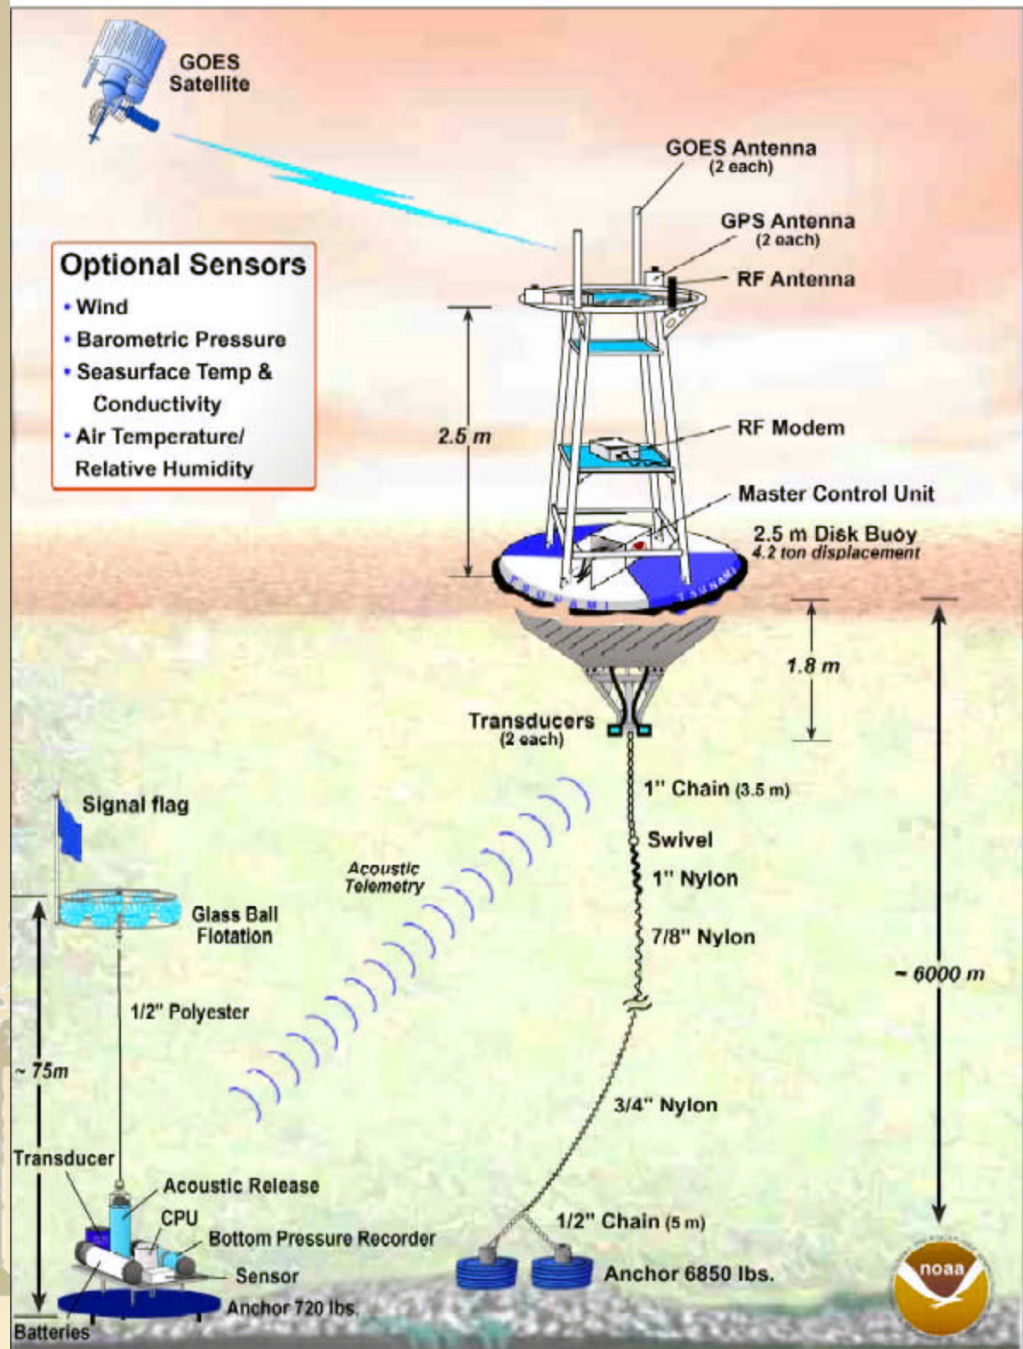 GOES
Satellite
GOES Antenna
(2 each)
GPS Antenna
(2 each)
RF Antenna
Optional Sensors
• Wind
• Barometric Pressure
• Seasurface Temp &
Conductivity
• Air Temperature/
Relative Humidity
2.5 m
RF Modem
Master Control Unit
2.5 m Disk Buoy
4.2 ton displacement
TSUNAMI
TSUNAMI
1.8 m
Transducers
(2 each)
1" Chain (3.5 m)
Signal flag
Swivel
Acoustic
Telemetry
1" Nylon
Glass Ball
Flotation
7/8" Nylon
~ 6000 m
1/2" Polyester
~ 75m
3/4" Nylon
Transducer
Acoustic Release
CPU
1/2" Chain (5 m)
Bottom Pressure Recorder
Sensor
Anchor 6850 lbs.
noaa
Anchor 720 lbs.
Batteries